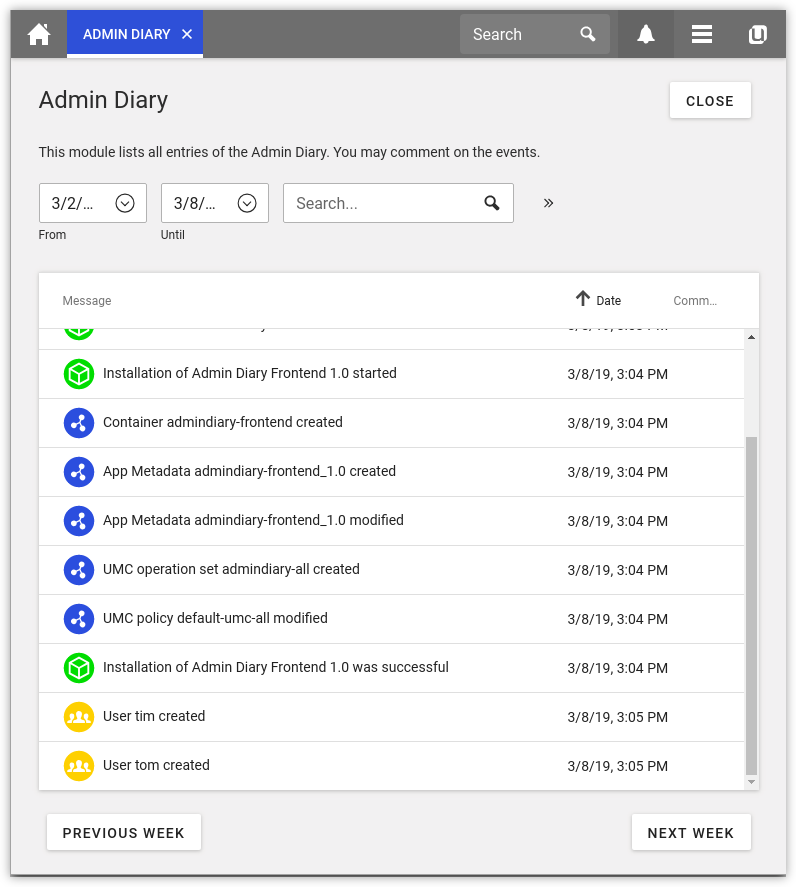 ADMIN DIARY
Search
Admin Diary
CLOSE
This module lists all entries of the Admin Diary. You may comment on the events.
3/2/... 3/8/... Search... »
From Until
Message Date Comm...
Installation of Admin Diary Frontend 1.0 started 3/8/19, 3:04 PM
Container admindiary-frontend created 3/8/19, 3:04 PM
App Metadata admindiary-frontend_1.0 created 3/8/19, 3:04 PM
App Metadata admindiary-frontend_1.0 modified 3/8/19, 3:04 PM
UMC operation set admindiary-all created 3/8/19, 3:04 PM
UMC policy default-umc-all modified 3/8/19, 3:04 PM
Installation of Admin Diary Frontend 1.0 was successful 3/8/19, 3:04 PM
User tim created 3/8/19, 3:05 PM
User tom created 3/8/19, 3:05 PM
PREVIOUS WEEK NEXT WEEK